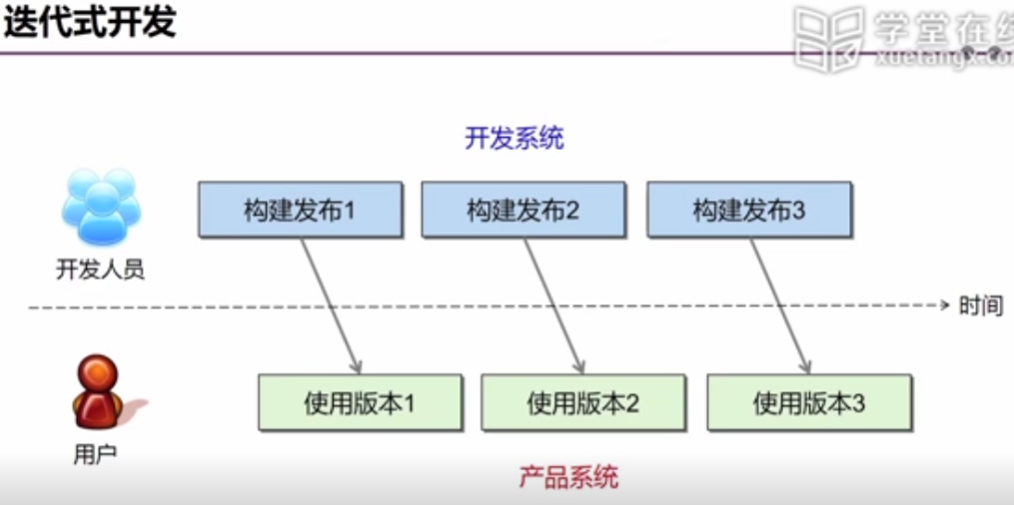 迭代式开发
学堂在线
xuetangx.com
开发系统
构建发布1
构建发布2
构建发布3
开发人员
时间
使用版本1
使用版本2
使用版本3
用户
产品系统